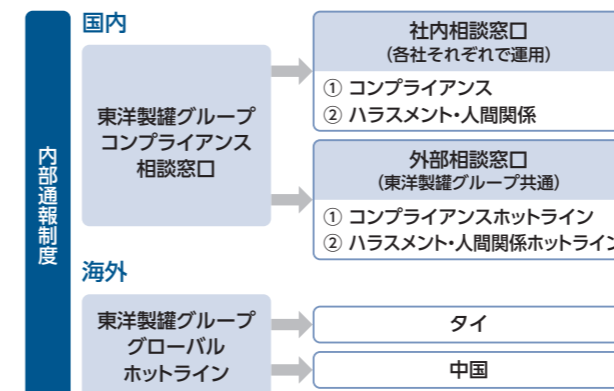 内部通報制度
国内
東洋製罐グループ
コンプライアンス
相談窓口
社内相談窓口
(各社それぞれで運用)
① コンプライアンス
② ハラスメント・人間関係
外部相談窓口
(東洋製罐グループ共通)
① コンプライアンスホットライン
② ハラスメント・人間関係ホットライン
海外
東洋製罐グループ
グローバル
ホットライン
タイ
中国